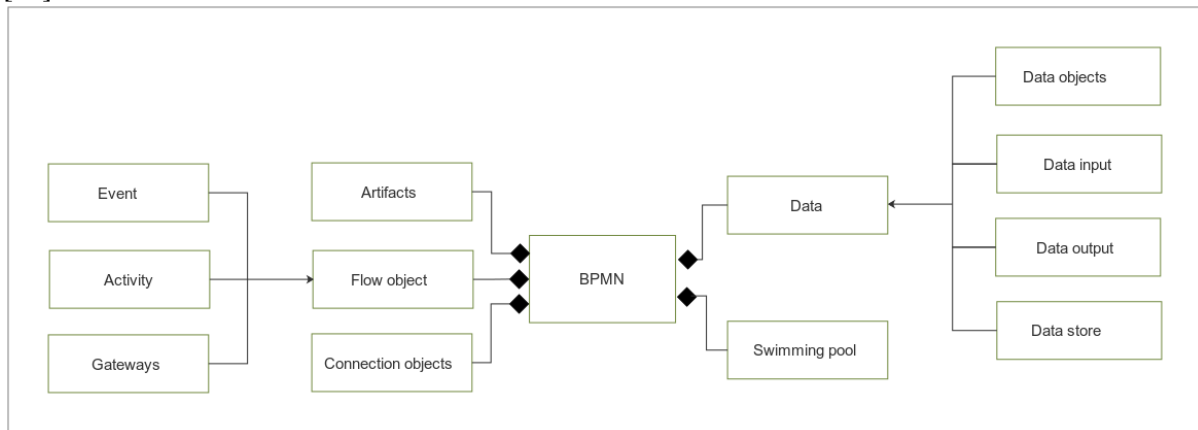 Data objects
Event
Artifacts
Data input
Data
Activity
Flow object
BPMN
Data output
Gateways
Connection objects
Swimming pool
Data store